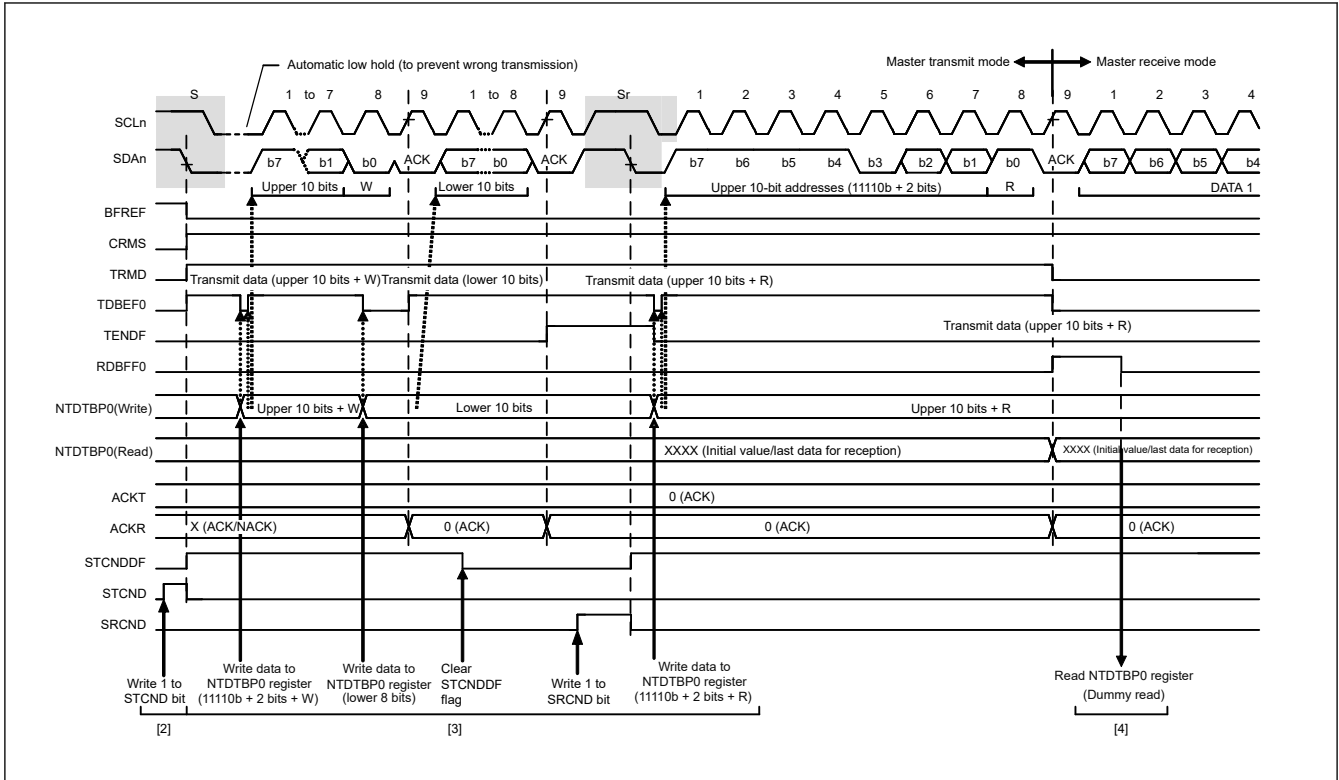 Automatic low hold (to prevent wrong transmission)
Master transmit mode
Master receive mode
S 1 to 7 8 9 1 to 8 9 Sr 1 2 3 4 5 6 7 8 9 1 2 3 4
SCLn
SDAn b7 b1 b0 ACK b7 b0 ACK b7 b6 b5 b4 b3 b2 b1 b0 ACK b7 b6 b5 b4
Upper 10 bits W Lower 10 bits Upper 10-bit addresses (11110b + 2 bits) R DATA 1
BFREF
CRMS
TRMD
Transmit data (upper 10 bits + W) Transmit data (lower 10 bits) Transmit data (upper 10 bits + R)
TDBEF0
TENDF Transmit data (upper 10 bits + R)
RDBFF0
NTDTBP0(Write) Upper 10 bits + W Lower 10 bits Upper 10 bits + R
NTDTBP0(Read) XXXX (Initial value/last data for reception) XXXX (Initial value/last data for reception)
ACKT 0 (ACK)
ACKR X (ACK/NACK) 0 (ACK) 0 (ACK) 0 (ACK)
STCNDDF
STCND
SRCND
Write 1 to
STCND bit
Write data to
NTDTBP0 register
(11110b + 2 bits + W)
Write data to
NTDTBP0 register
(lower 8 bits)
Clear
STCNDDF
flag
Write 1 to
SRCND bit
Write data to
NTDTBP0 register
(11110b + 2 bits + R)
Read NTDTBP0 register
(Dummy read)
[2] [3] [4]